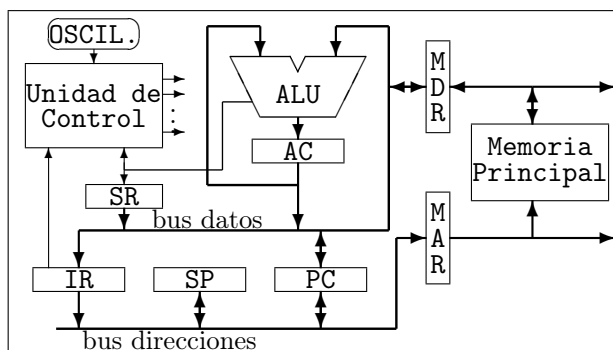 OSCIL.
Unidad de
Control
ALU
AC
SR
bus datos
IR
SP
PC
bus direcciones
M
D
R
M
A
R
Memoria
Principal